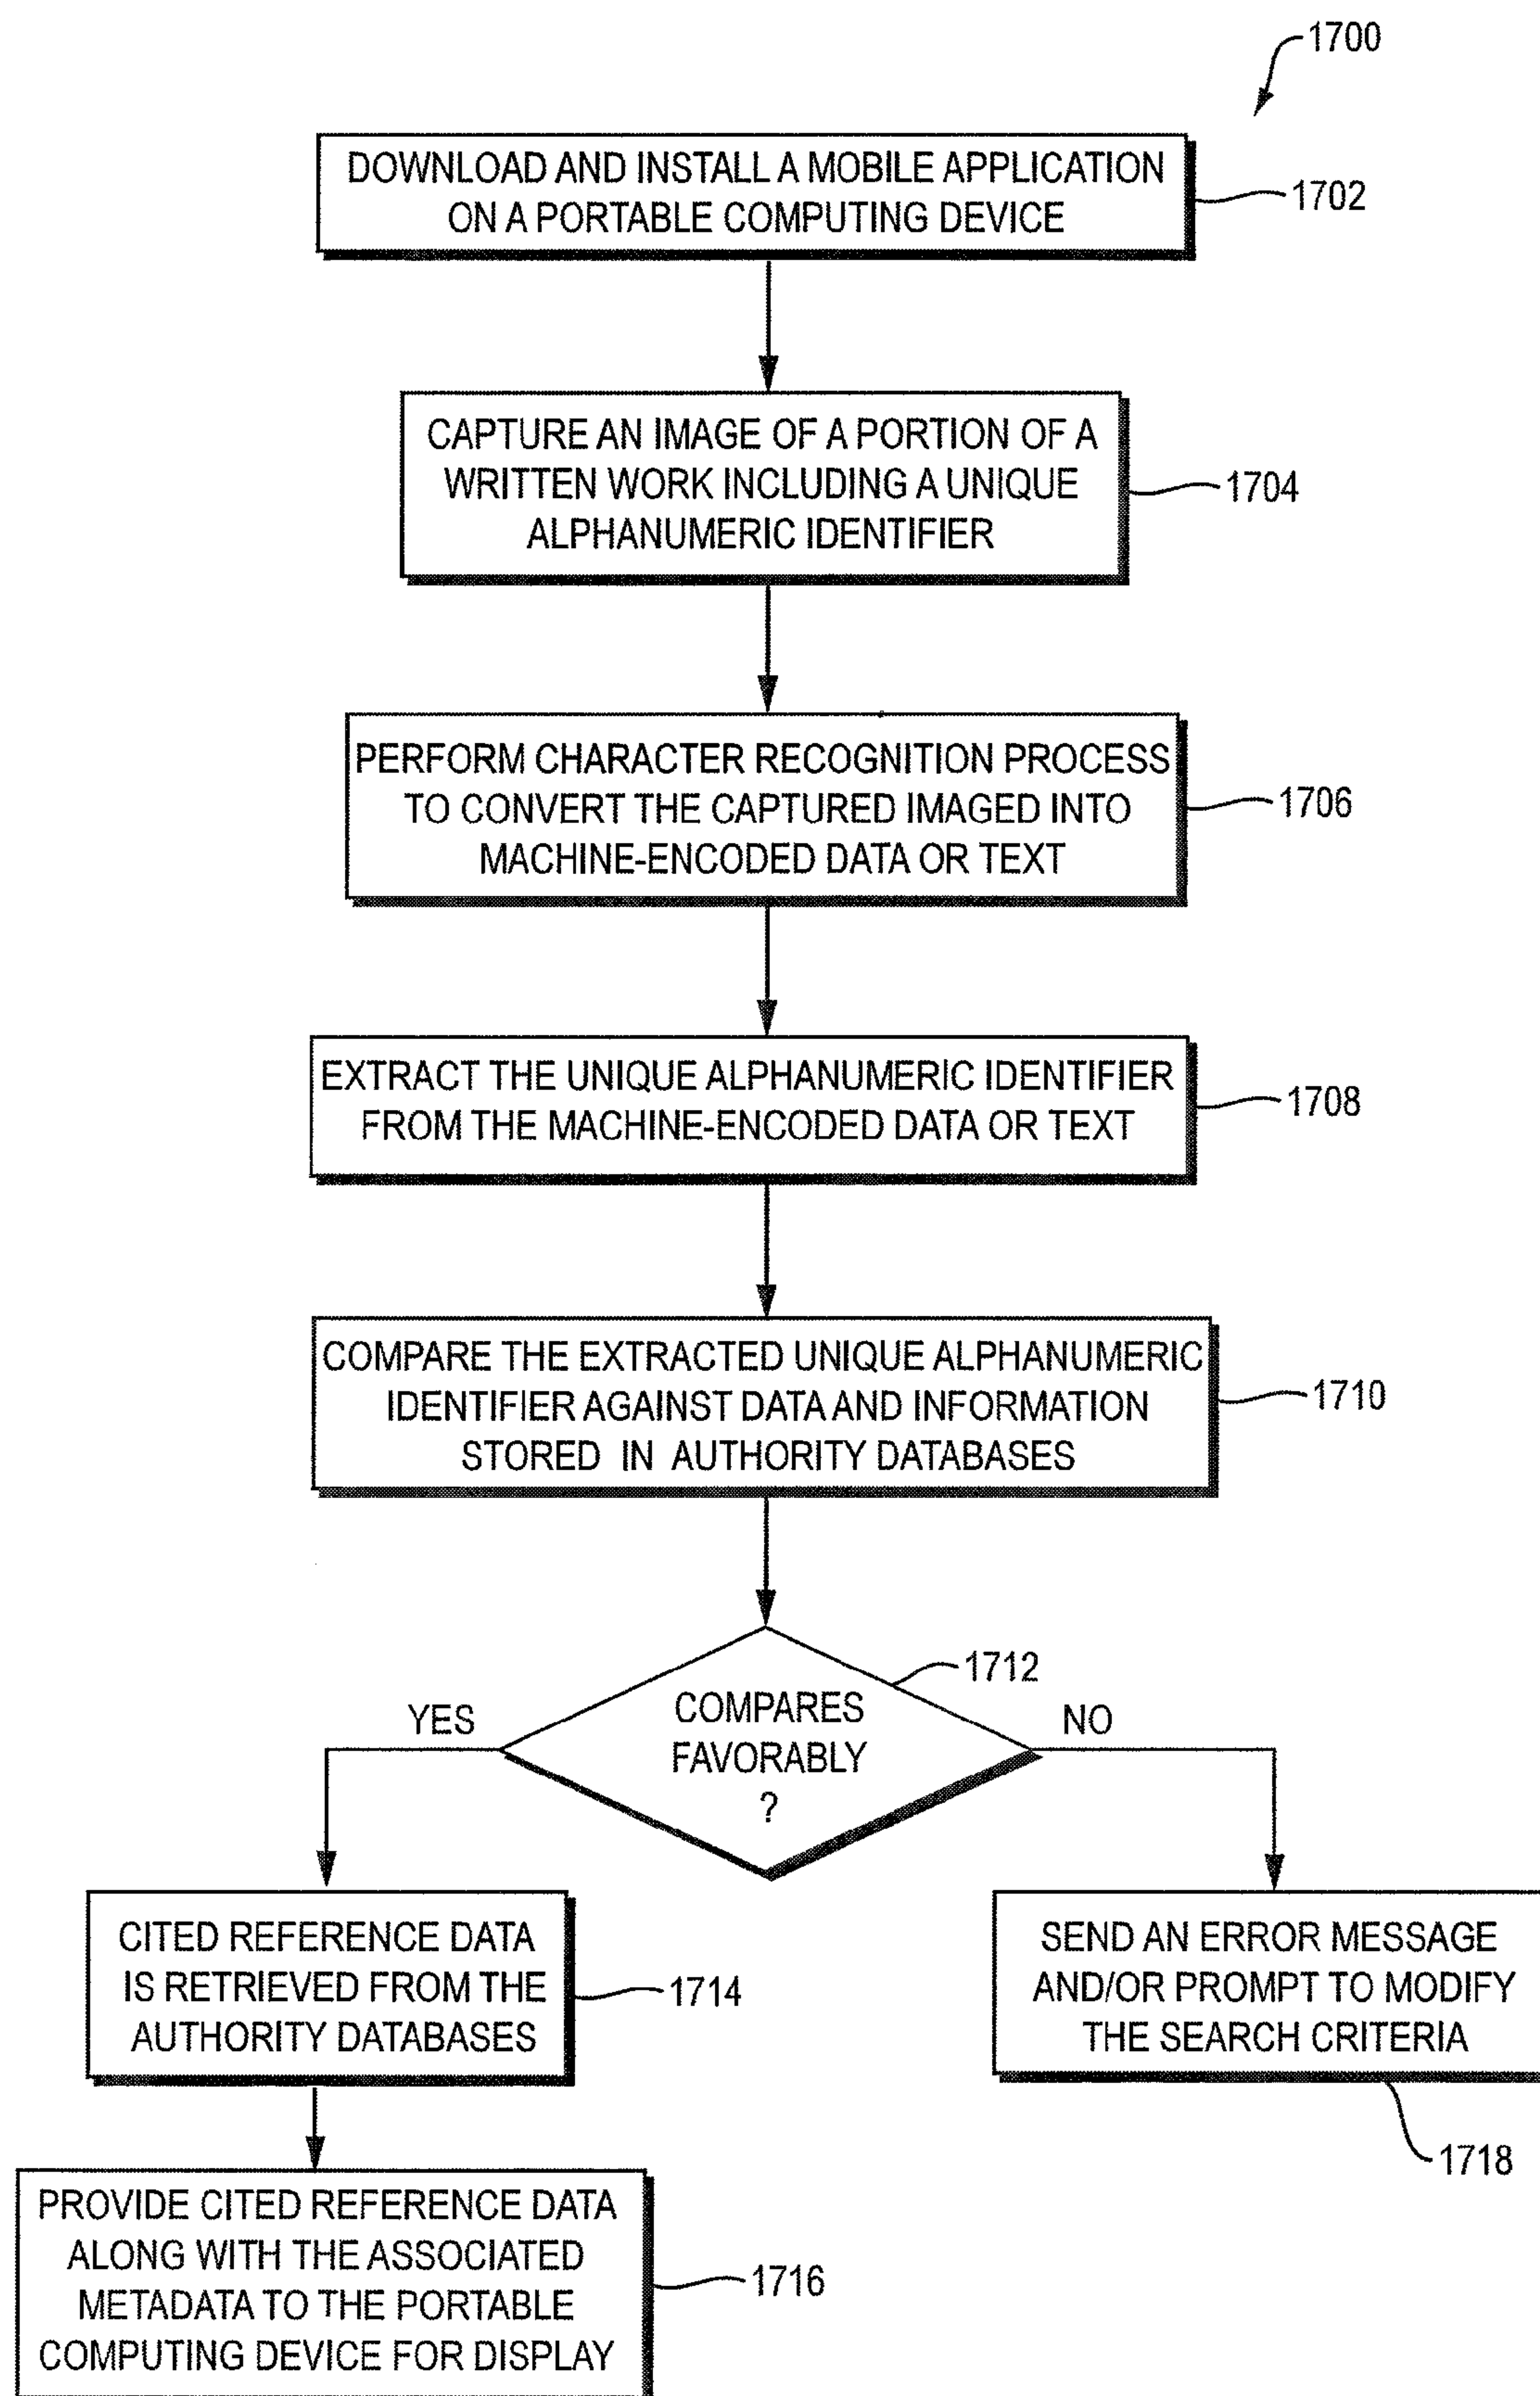 1700
DOWNLOAD AND INSTALL A MOBILE APPLICATION
ON A PORTABLE COMPUTING DEVICE
1702
CAPTURE AN IMAGE OF A PORTION OF A
WRITTEN WORK INCLUDING A UNIQUE
ALPHANUMERIC IDENTIFIER
1704
PERFORM CHARACTER RECOGNITION PROCESS
TO CONVERT THE CAPTURED IMAGED INTO
MACHINE-ENCODED DATA OR TEXT
1706
EXTRACT THE UNIQUE ALPHANUMERIC IDENTIFIER
FROM THE MACHINE-ENCODED DATA OR TEXT
1708
COMPARE THE EXTRACTED UNIQUE ALPHANUMERIC
IDENTIFIER AGAINST DATA AND INFORMATION
STORED IN AUTHORITY DATABASES
1710
COMPARES
FAVORABLY
?
1712
YES
NO
CITED REFERENCE DATA
IS RETRIEVED FROM THE
AUTHORITY DATABASES
1714
SEND AN ERROR MESSAGE
AND/OR PROMPT TO MODIFY
THE SEARCH CRITERIA
1718
PROVIDE CITED REFERENCE DATA
ALONG WITH THE ASSOCIATED
METADATA TO THE PORTABLE
COMPUTING DEVICE FOR DISPLAY
1716